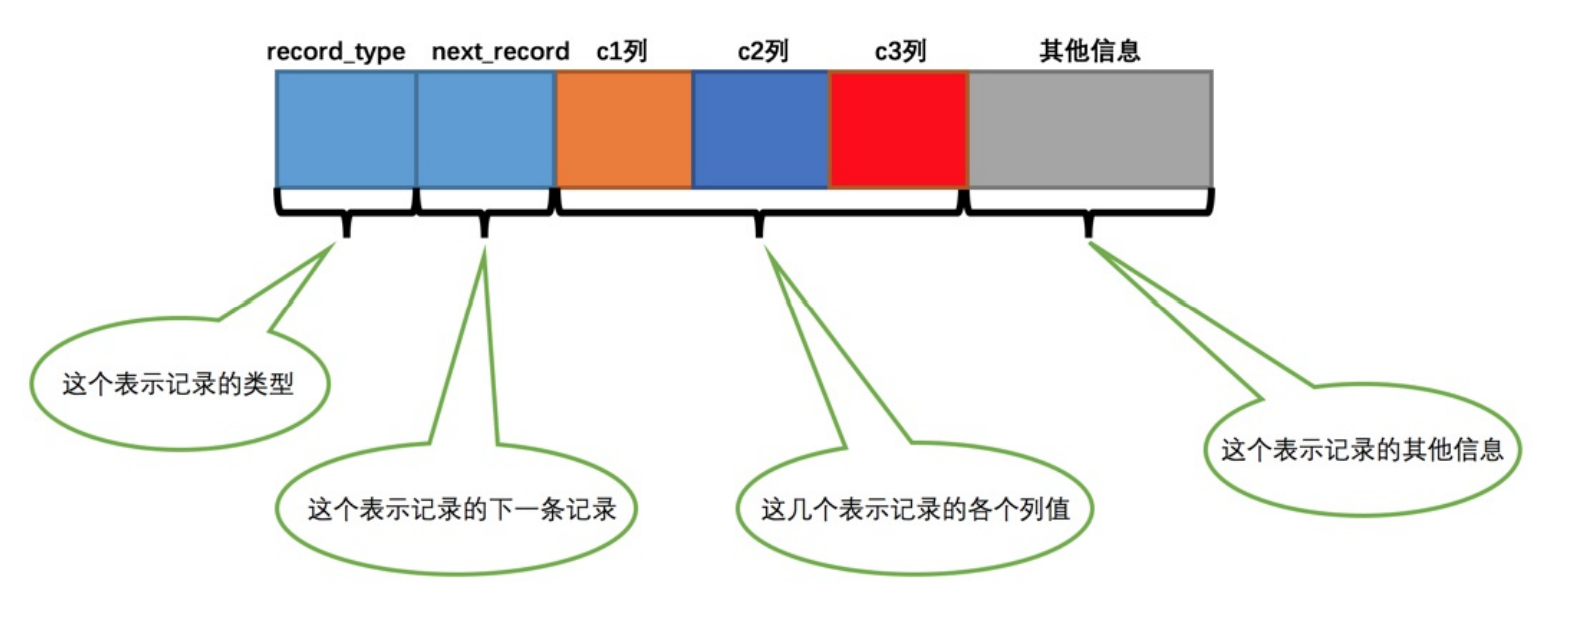 record_type next_record c1列 c2列 c3列 其他信息
这个表示记录的类型
这个表示记录的其他信息
这个表示记录的下一条记录
这几个表示记录的各个列值